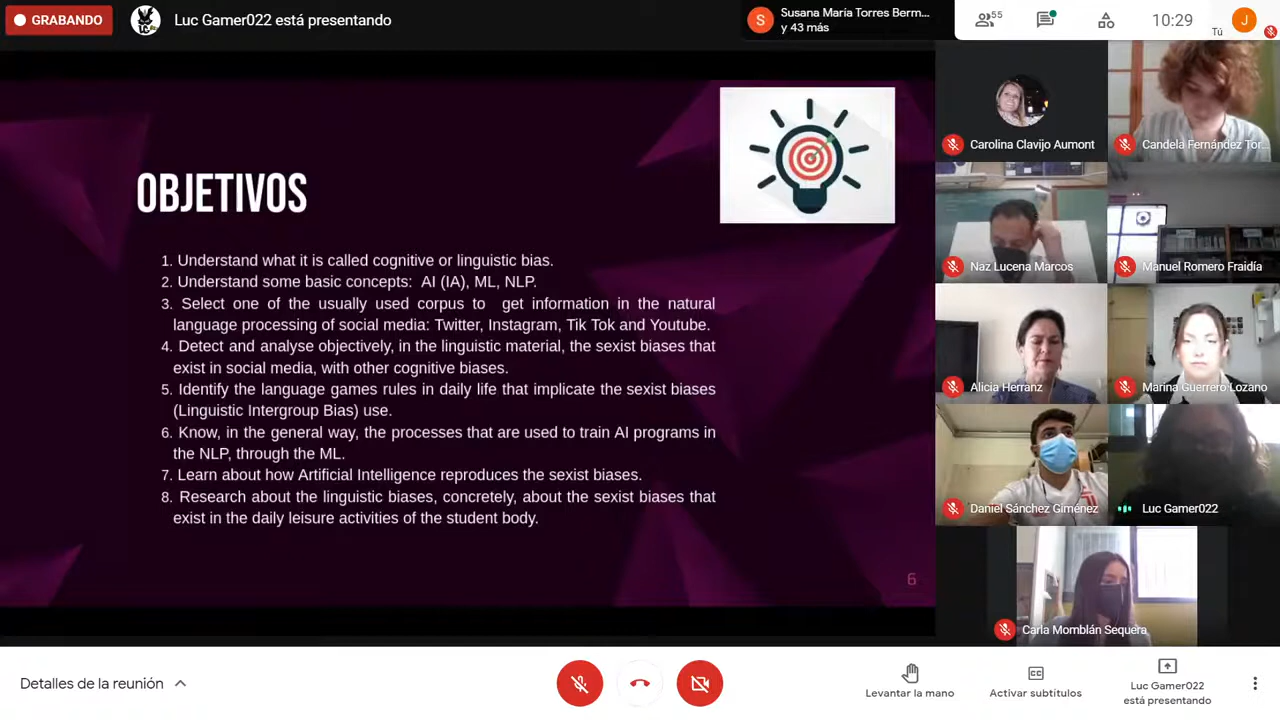 GRABANDO
Luc Gamer022 está presentando
Susana María Torres Berm...
y 43 más
55
10:29
Tú
J
S
OBJETIVOS
1. Understand what it is called cognitive or linguistic bias.
2. Understand some basic concepts: AI (IA), ML, NLP.
3. Select one of the usually used corpus to get information in the natural
language processing of social media: Twitter, Instagram, Tik Tok and Youtube.
4. Detect and analyse objectively, in the linguistic material, the sexist biases that
exist in social media, with other cognitive biases.
5. Identify the language games rules in daily life that implicate the sexist biases
(Linguistic Intergroup Bias) use.
6. Know, in the general way, the processes that are used to train AI programs in
the NLP, through the ML.
7. Learn about how Artificial Intelligence reproduces the sexist biases.
8. Research about the linguistic biases, concretely, about the sexist biases that
exist in the daily leisure activities of the student body.
6
Carolina Clavijo Aumont
Candela Fernández Tor...
Naz Lucena Marcos
Manuel Romero Fraidía
Alicia Herranz
Marina Guerrero Lozano
Daniel Sánchez Giménez
Luc Gamer022
Carla Momblán Sequera
Detalles de la reunión
Levantar la mano
CC
Activar subtítulos
Luc Gamer022
está presentando